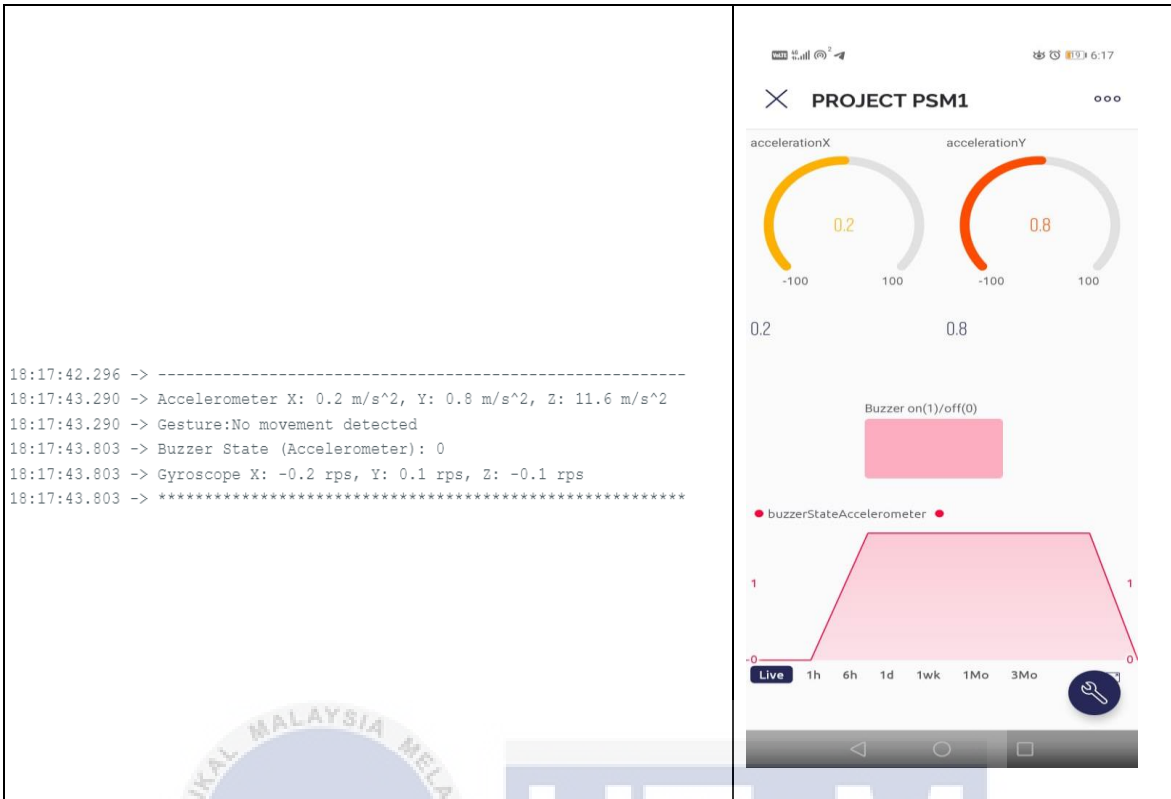 18:17:42.296 -> ---------------------------------------------------------
18:17:43.290 -> Accelerometer X: 0.2 m/s^2, Y: 0.8 m/s^2, Z: 11.6 m/s^2
18:17:43.290 -> Gesture:No movement detected
18:17:43.803 -> Buzzer State (Accelerometer): 0
18:17:43.803 -> Gyroscope X: -0.2 rps, Y: 0.1 rps, Z: -0.1 rps
18:17:43.803 -> *********************************************************
6:17
PROJECT PSM1
accelerationX accelerationY
0.2 0.8
-100 100 -100 100
0.2 0.8
Buzzer on(1)/off(0)
buzzerStateAccelerometer
1 1
0 0
Live 1h 6h 1d 1wk 1Mo 3Mo
MALAYSIA